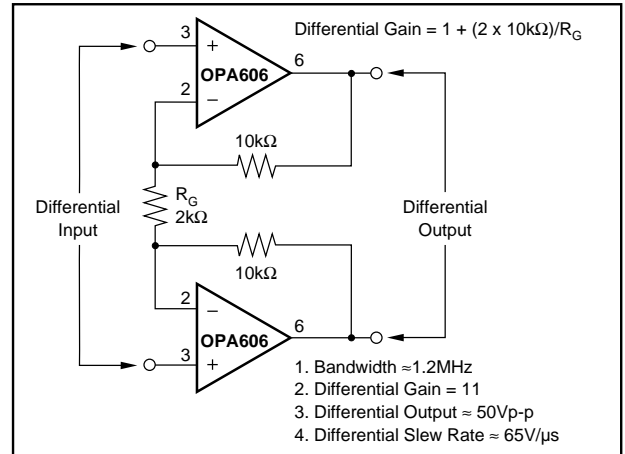 Differential Gain = 1 + (2 x 10kΩ)/RG
3
+
OPA606
6
2
–
10kΩ
RG
2kΩ
Differential
Input
Differential
Output
10kΩ
2
–
6
OPA606
3
+
1. Bandwidth ≈1.2MHz
2. Differential Gain = 11
3. Differential Output ≈ 50Vp-p
4. Differential Slew Rate ≈ 65V/µs